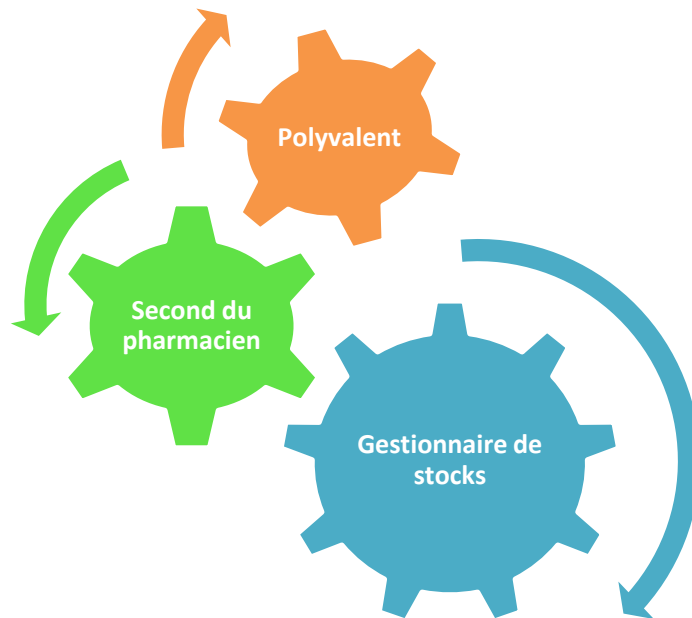 Polyvalent
Second du
pharmacien
Gestionnaire de
stocks